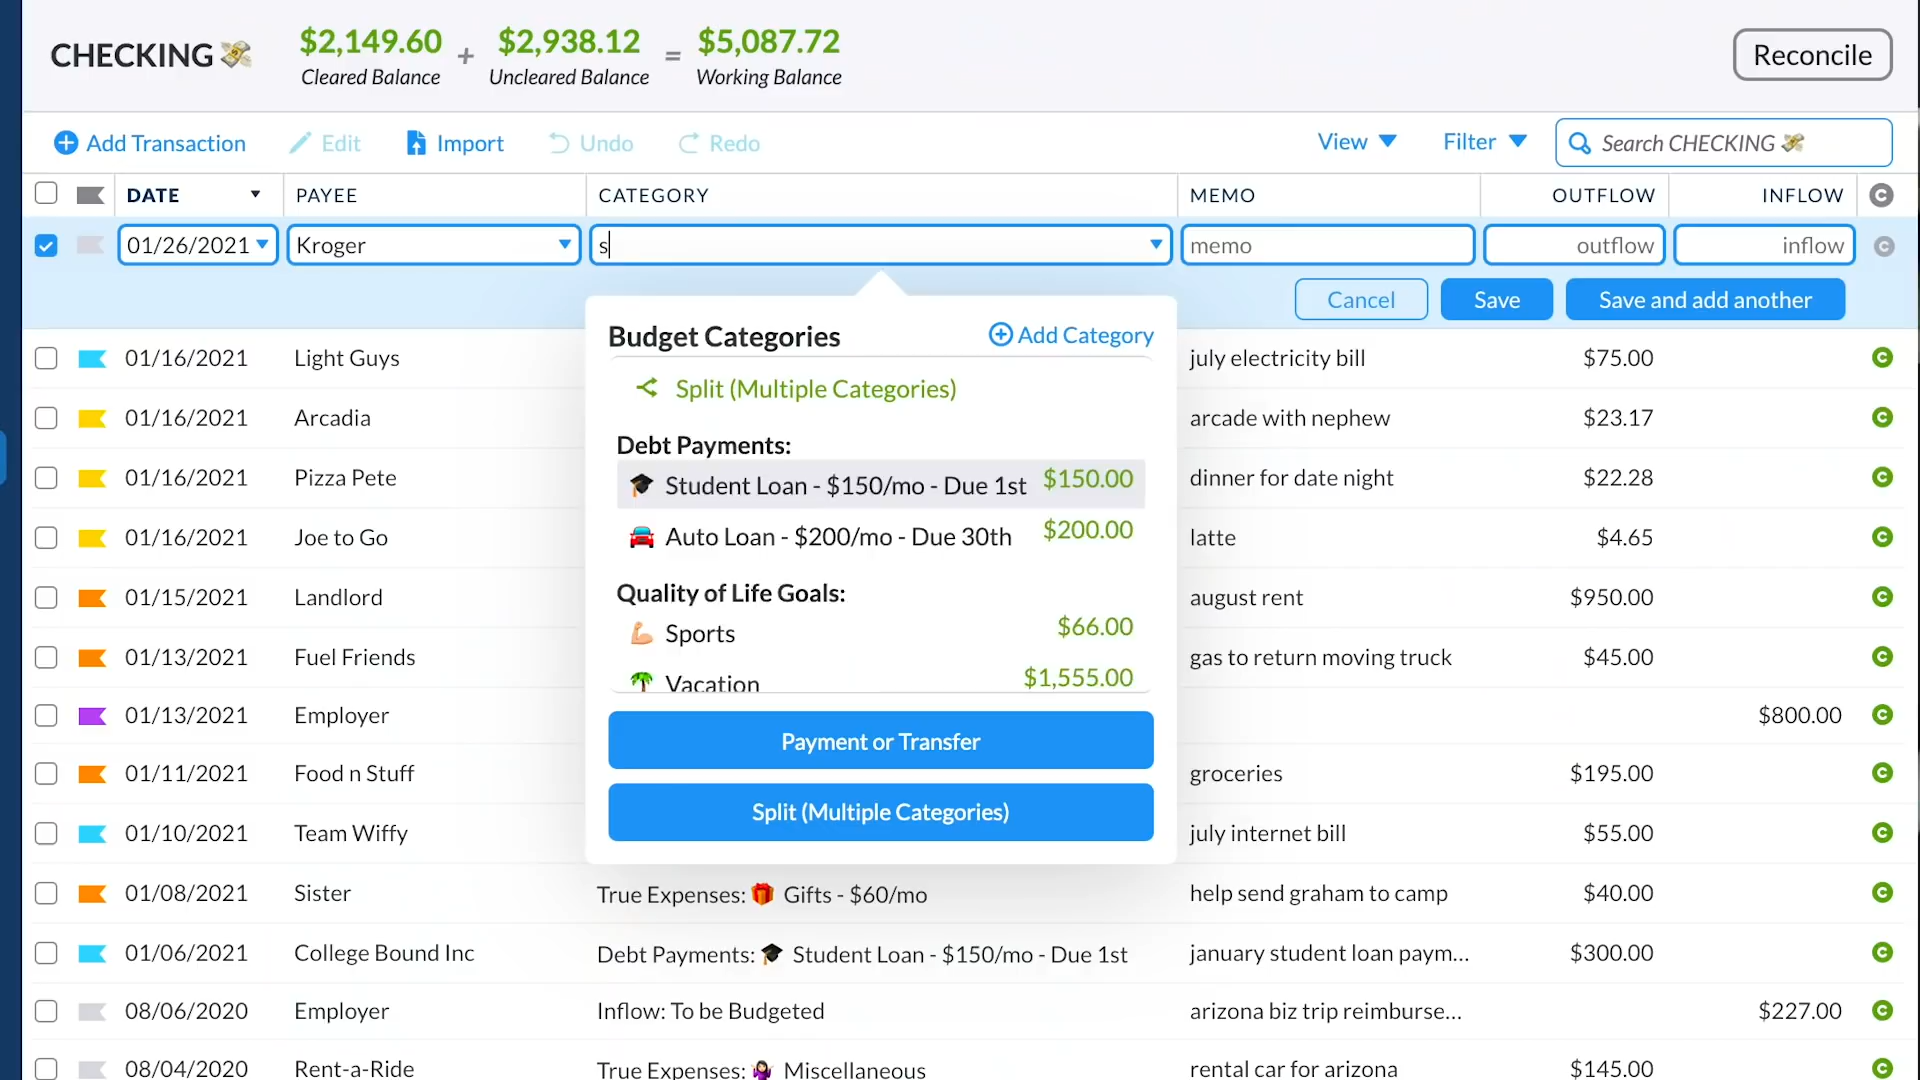 CHECKING 💸
$2,149.60 + $2,938.12 = $5,087.72
Cleared Balance Uncleared Balance Working Balance
Reconcile
Add Transaction Edit Import Undo Redo View Filter Search CHECKING 💸
DATE PAYEE CATEGORY MEMO OUTFLOW INFLOW C
01/26/2021 Kroger s memo outflow inflow C
Cancel Save Save and add another
Budget Categories Add Category
Split (Multiple Categories)
Debt Payments:
🎓 Student Loan - $150/mo - Due 1st $150.00
🚘 Auto Loan - $200/mo - Due 30th $200.00
Quality of Life Goals:
💪🏼 Sports $66.00
🌴 Vacation $1,555.00
Payment or Transfer
Split (Multiple Categories)
01/16/2021 Light Guys july electricity bill $75.00 C
01/16/2021 Arcadia arcade with nephew $23.17 C
01/16/2021 Pizza Pete dinner for date night $22.28 C
01/16/2021 Joe to Go latte $4.65 C
01/15/2021 Landlord august rent $950.00 C
01/13/2021 Fuel Friends gas to return moving truck $45.00 C
01/13/2021 Employer $800.00 C
01/11/2021 Food n Stuff groceries $195.00 C
01/10/2021 Team Wiffy july internet bill $55.00 C
01/08/2021 Sister True Expenses: 🎁 Gifts - $60/mo help send graham to camp $40.00 C
01/06/2021 College Bound Inc Debt Payments: 🎓 Student Loan - $150/mo - Due 1st january student loan paym... $300.00 C
08/06/2020 Employer Inflow: To be Budgeted arizona biz trip reimburse... $227.00 C
08/04/2020 Rent-a-Ride True Expenses: 🤷🏻‍♀️ Miscellaneous rental car for arizona $145.00 C